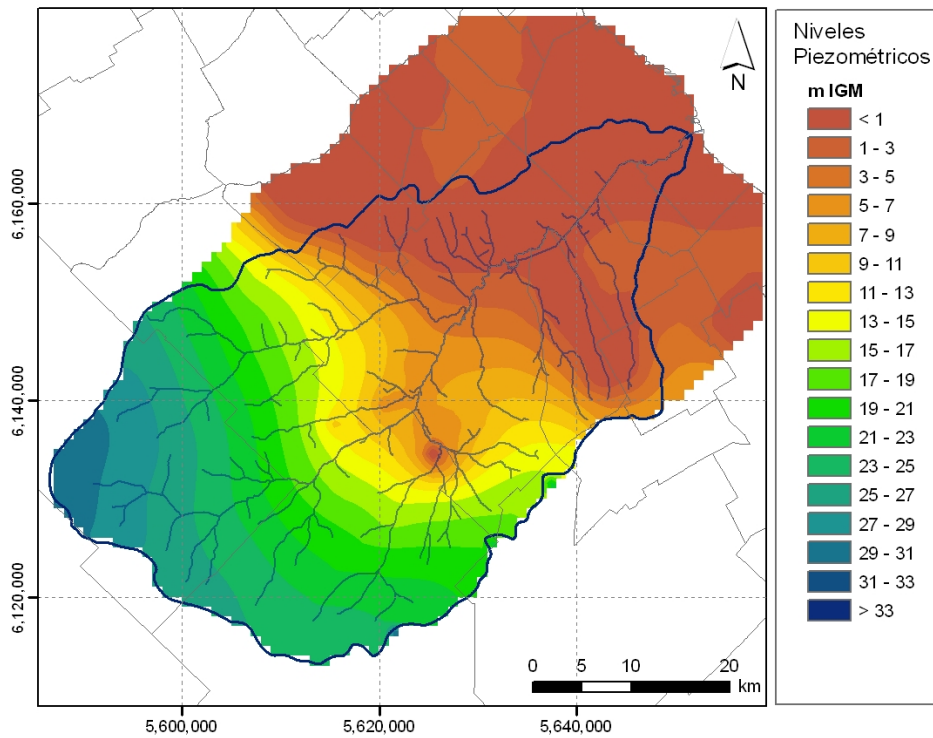 Niveles
Piezométricos
m IGM
< 1
1 - 3
3 - 5
5 - 7
7 - 9
9 - 11
11 - 13
13 - 15
15 - 17
17 - 19
19 - 21
21 - 23
23 - 25
25 - 27
27 - 29
29 - 31
31 - 33
> 33
N
6,160,000
6,140,000
6,120,000
0 5 10 20
km
5,600,000 5,620,000 5,640,000